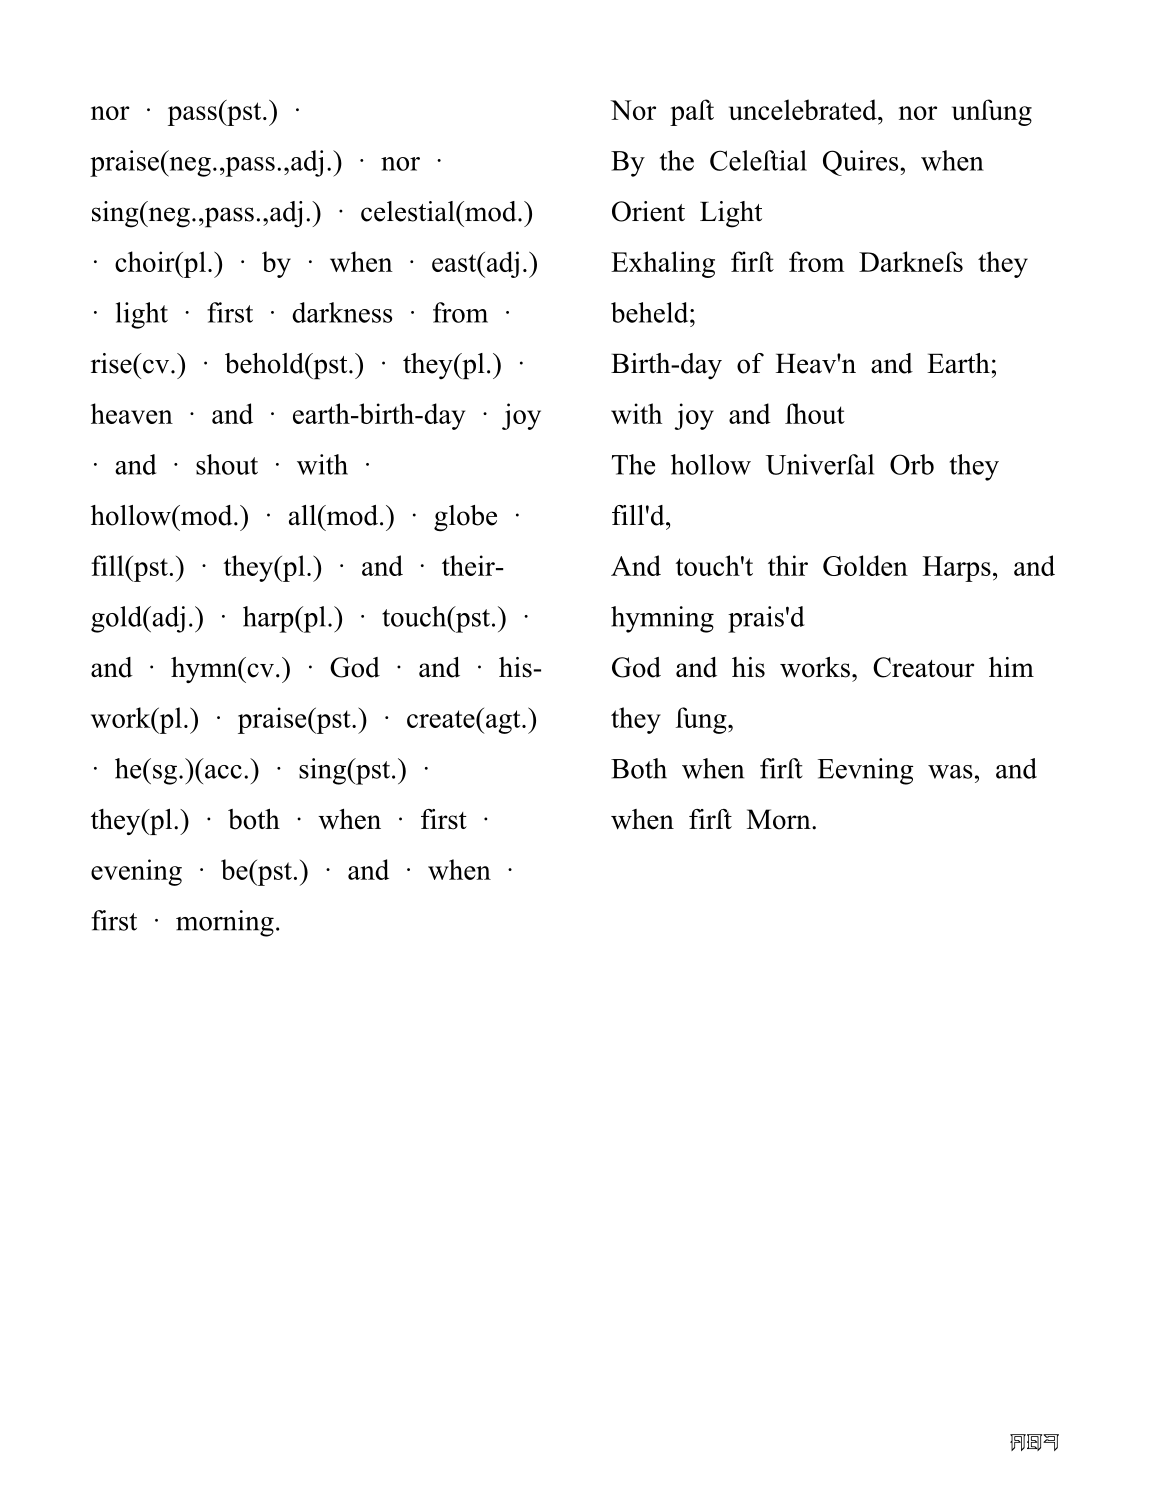 nor · pass(pst.) ·
praise(neg.,pass.,adj.) · nor ·
sing(neg.,pass.,adj.) · celestial(mod.)
· choir(pl.) · by · when · east(adj.)
· light · first · darkness · from ·
rise(cv.) · behold(pst.) · they(pl.) ·
heaven · and · earth-birth-day · joy
· and · shout · with ·
hollow(mod.) · all(mod.) · globe ·
fill(pst.) · they(pl.) · and · their-
gold(adj.) · harp(pl.) · touch(pst.) ·
and · hymn(cv.) · God · and · his-
work(pl.) · praise(pst.) · create(agt.)
· he(sg.)(acc.) · sing(pst.) ·
they(pl.) · both · when · first ·
evening · be(pst.) · and · when ·
first · morning.
Nor paſt uncelebrated, nor unſung
By the Celeſtial Quires, when
Orient Light
Exhaling firſt from Darkneſs they
beheld;
Birth-day of Heav'n and Earth;
with joy and ſhout
The hollow Univerſal Orb they
fill'd,
And touch't thir Golden Harps, and
hymning prais'd
God and his works, Creatour him
they ſung,
Both when firſt Eevning was, and
when firſt Morn.